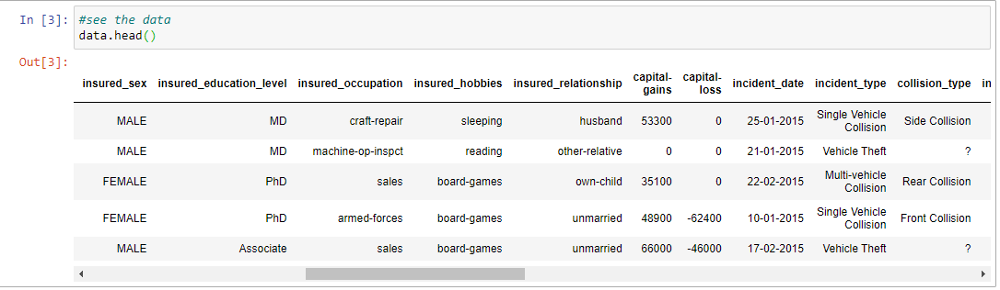 In [3]: #see the data
data.head()
Out[3]:
insured_sex insured_education_level insured_occupation insured_hobbies insured_relationship capital-gains capital-loss incident_date incident_type collision_type in
MALE MD craft-repair sleeping husband 53300 0 25-01-2015 Single Vehicle Collision Side Collision
MALE MD machine-op-inspct reading other-relative 0 0 21-01-2015 Vehicle Theft ?
FEMALE PhD sales board-games own-child 35100 0 22-02-2015 Multi-vehicle Collision Rear Collision
FEMALE PhD armed-forces board-games unmarried 48900 -62400 10-01-2015 Single Vehicle Collision Front Collision
MALE Associate sales board-games unmarried 66000 -46000 17-02-2015 Vehicle Theft ?